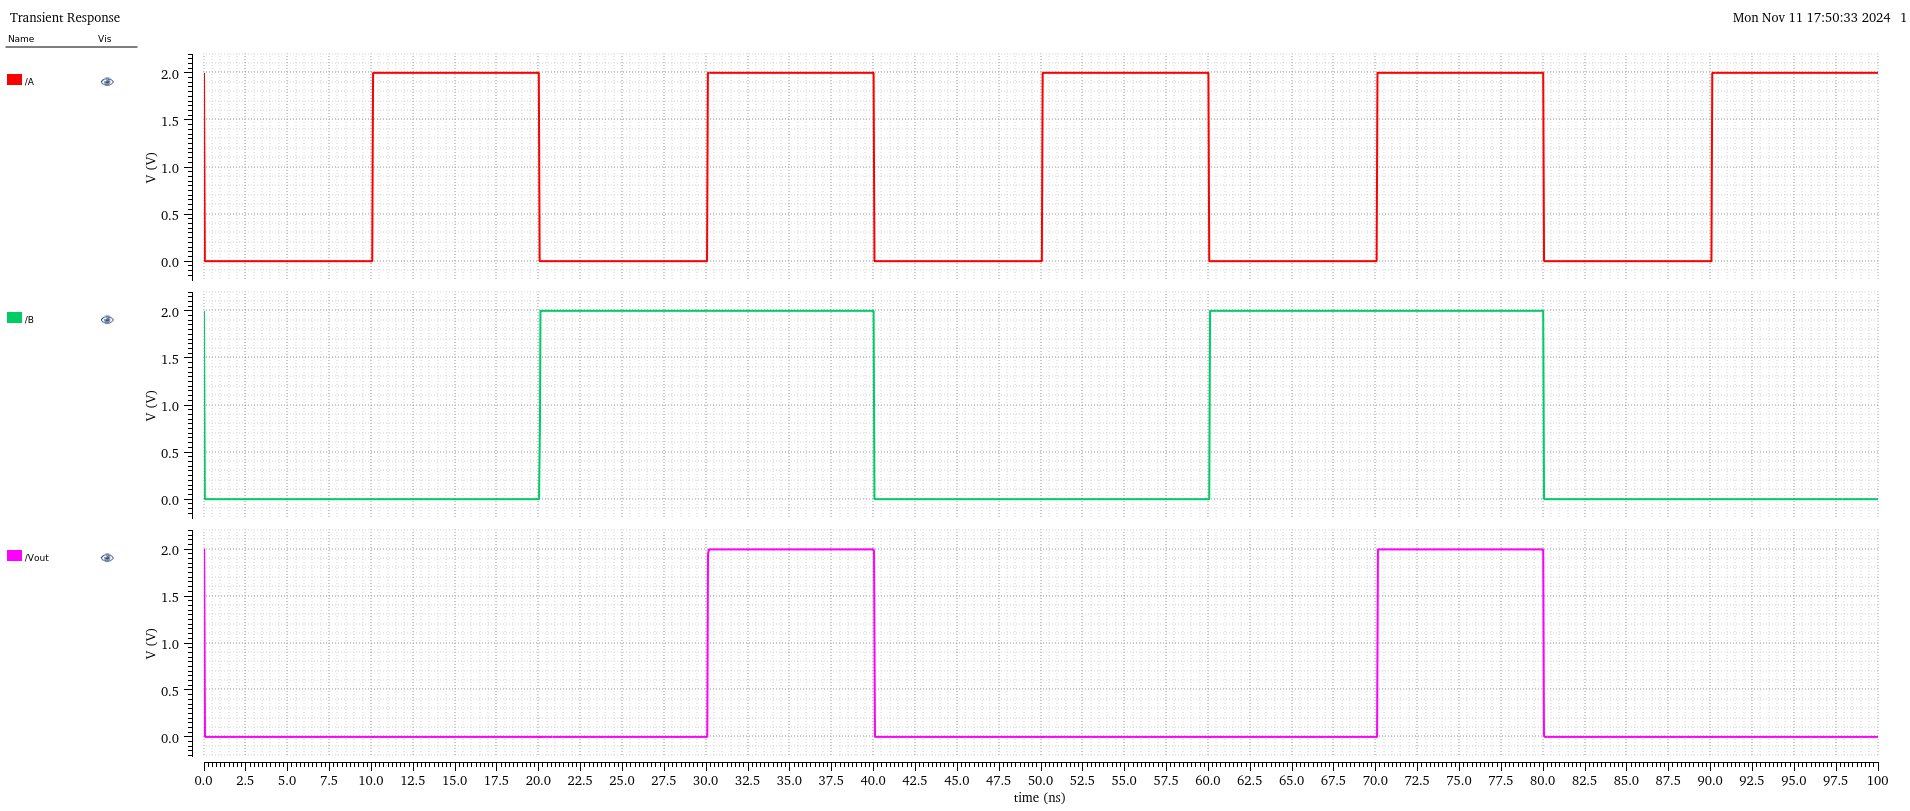 Transient Response
Mon Nov 11 17:50:33 2024 1
Name Vis
/A
2.0
1.5
1.0
0.5
0.0
V (V)
/B
2.0
1.5
1.0
0.5
0.0
V (V)
/Vout
2.0
1.5
1.0
0.5
0.0
V (V)
0.0 2.5 5.0 7.5 10.0 12.5 15.0 17.5 20.0 22.5 25.0 27.5 30.0 32.5 35.0 37.5 40.0 42.5 45.0 47.5 50.0 52.5 55.0 57.5 60.0 62.5 65.0 67.5 70.0 72.5 75.0 77.5 80.0 82.5 85.0 87.5 90.0 92.5 95.0 97.5 100
time (ns)